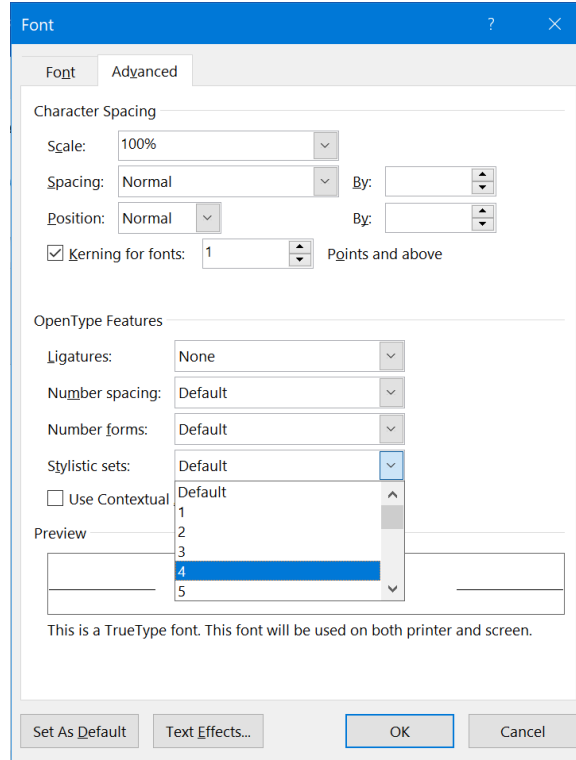 Font ?
Font Advanced
Character Spacing
Scale: 100%
Spacing: Normal By:
Position: Normal By:
Kerning for fonts: 1 Points and above
OpenType Features
Ligatures: None
Number spacing: Default
Number forms: Default
Stylistic sets: Default
Default
Use Contextual
1
2
Preview
3
4
5
This is a TrueType font. This font will be used on both printer and screen.
Set As Default Text Effects... OK Cancel